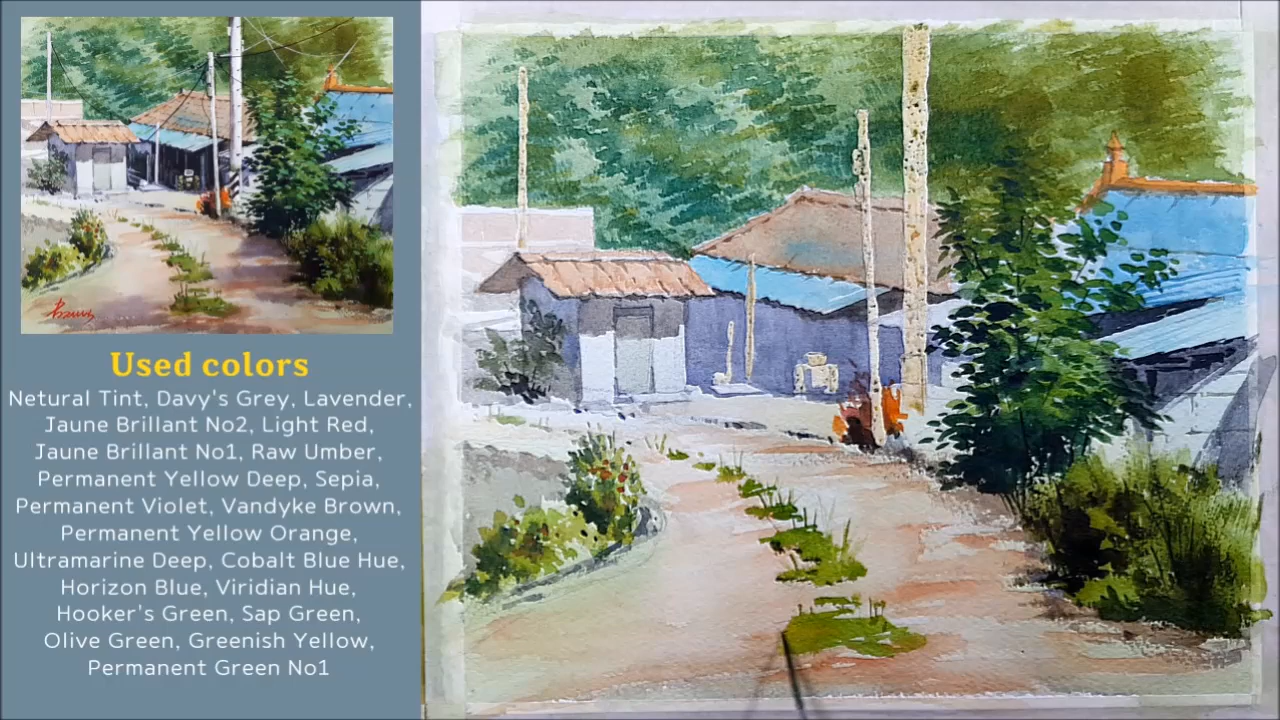 Used colors
Netural Tint, Davy's Grey, Lavender,
Jaune Brillant No2, Light Red,
Jaune Brillant No1, Raw Umber,
Permanent Yellow Deep, Sepia,
Permanent Violet, Vandyke Brown,
Permanent Yellow Orange,
Ultramarine Deep, Cobalt Blue Hue,
Horizon Blue, Viridian Hue,
Hooker's Green, Sap Green,
Olive Green, Greenish Yellow,
Permanent Green No1